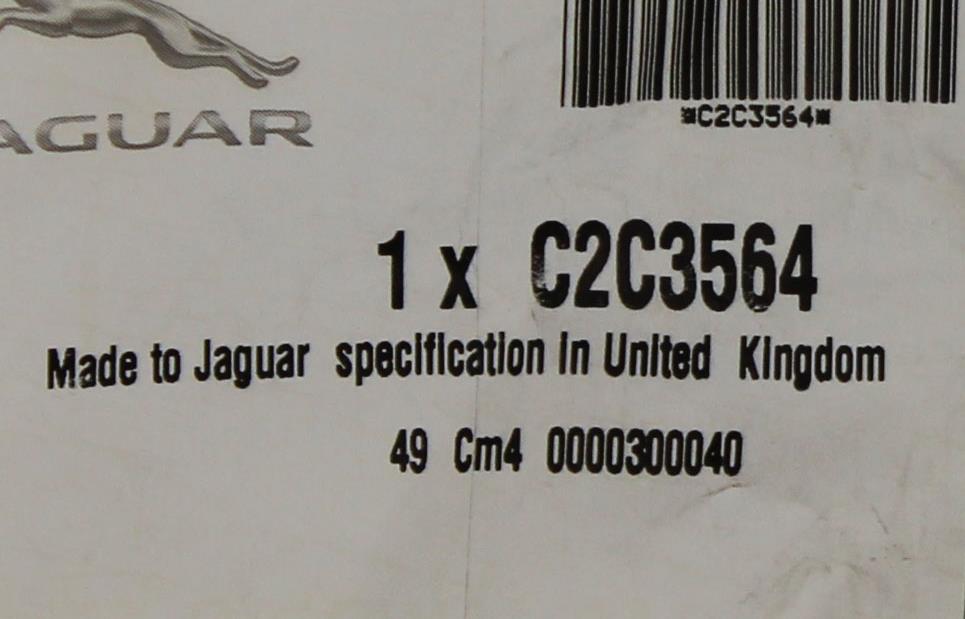 AGUAR
*C2C3564*
1 x C2C3564
Made to Jaguar specification in United Kingdom
49 Cm4 0000300040